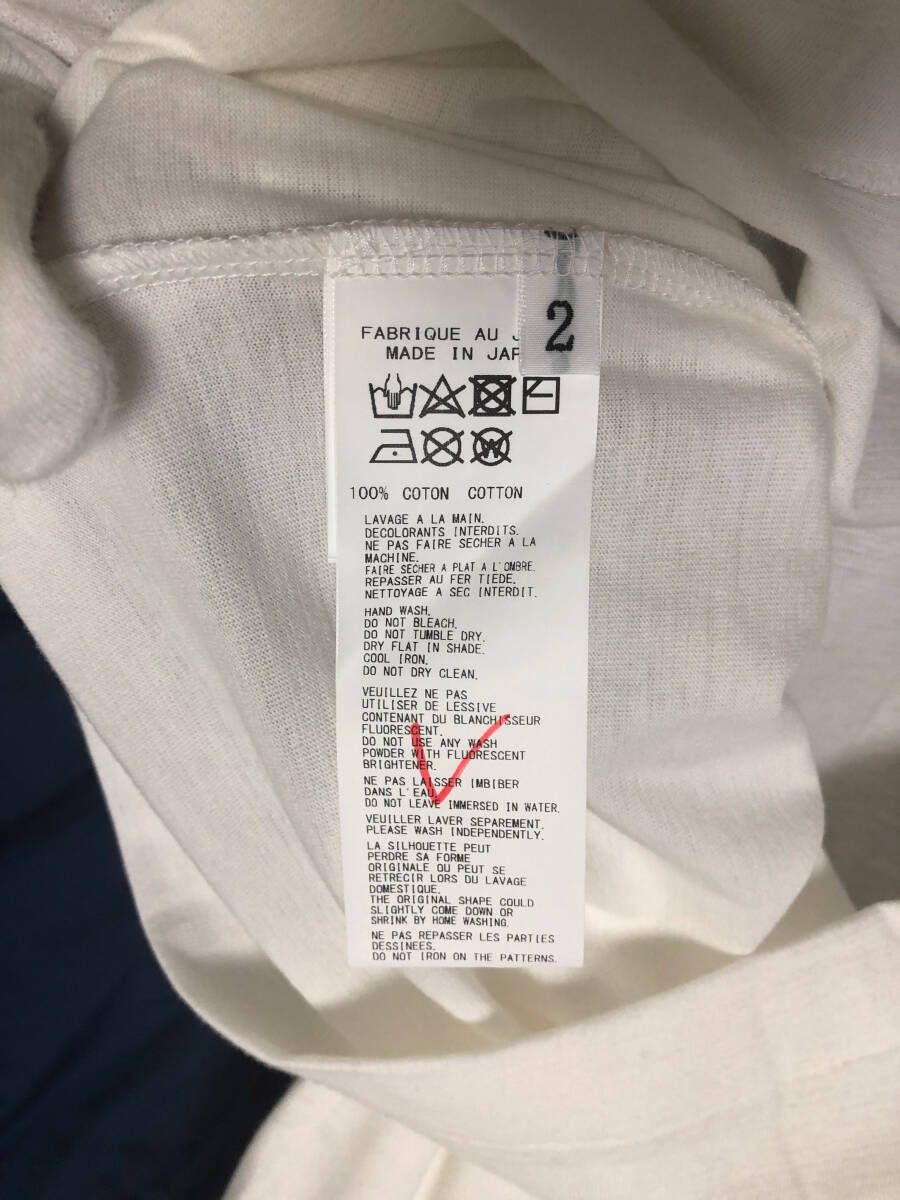 2
FABRIQUE AU J
MADE IN JAP
W
100% COTON COTTON
LAVAGE A LA MAIN.
DECOLORANTS INTERDITS.
NE PAS FAIRE SECHER A LA
MACHINE.
FAIRE SECHER A PLAT A L'OMBRE.
REPASSER AU FER TIEDE.
NETTOYAGE A SEC INTERDIT.
HAND WASH.
DO NOT BLEACH.
DO NOT TUMBLE DRY.
DRY FLAT IN SHADE.
COOL IRON.
DO NOT DRY CLEAN.
VEUILLEZ NE PAS
UTILISER DE LESSIVE
CONTENANT DU BLANCHISSEUR
FLUORESCENT.
DO NOT USE ANY WASH
POWDER WITH FLUORESCENT
BRIGHTENER.
NE PAS LAISSER IMBIBER
DANS L'EAU.
DO NOT LEAVE IMMERSED IN WATER.
VEUILLER LAVER SEPAREMENT.
PLEASE WASH INDEPENDENTLY.
LA SILHOUETTE PEUT
PERDRE SA FORME
ORIGINALE OU PEUT SE
RETRECIR LORS DU LAVAGE
DOMESTIQUE.
THE ORIGINAL SHAPE COULD
SLIGHTLY COME DOWN OR
SHRINK BY HOME WASHING.
NE PAS REPASSER LES PARTIES
DESSINEES.
DO NOT IRON ON THE PATTERNS.